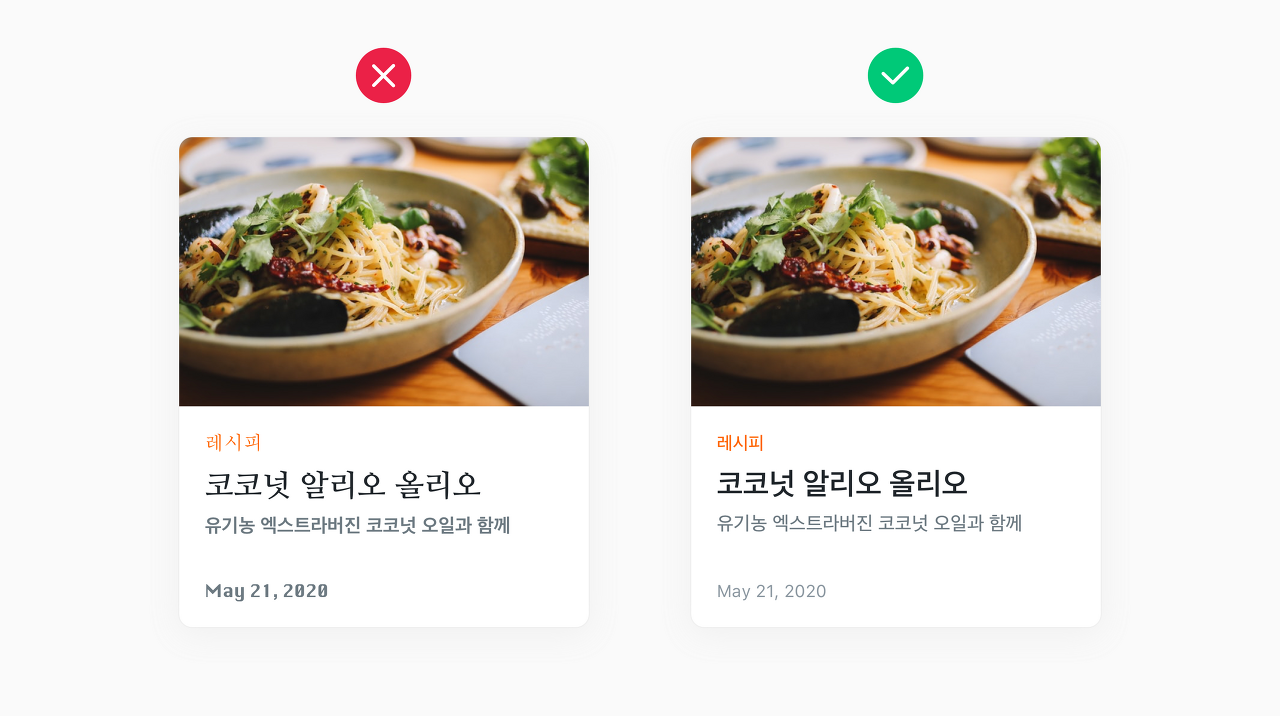 레시피
코코넛 알리오 올리오
유기농 엑스트라버진 코코넛 오일과 함께
May 21, 2020
레시피
코코넛 알리오 올리오
유기농 엑스트라버진 코코넛 오일과 함께
May 21, 2020